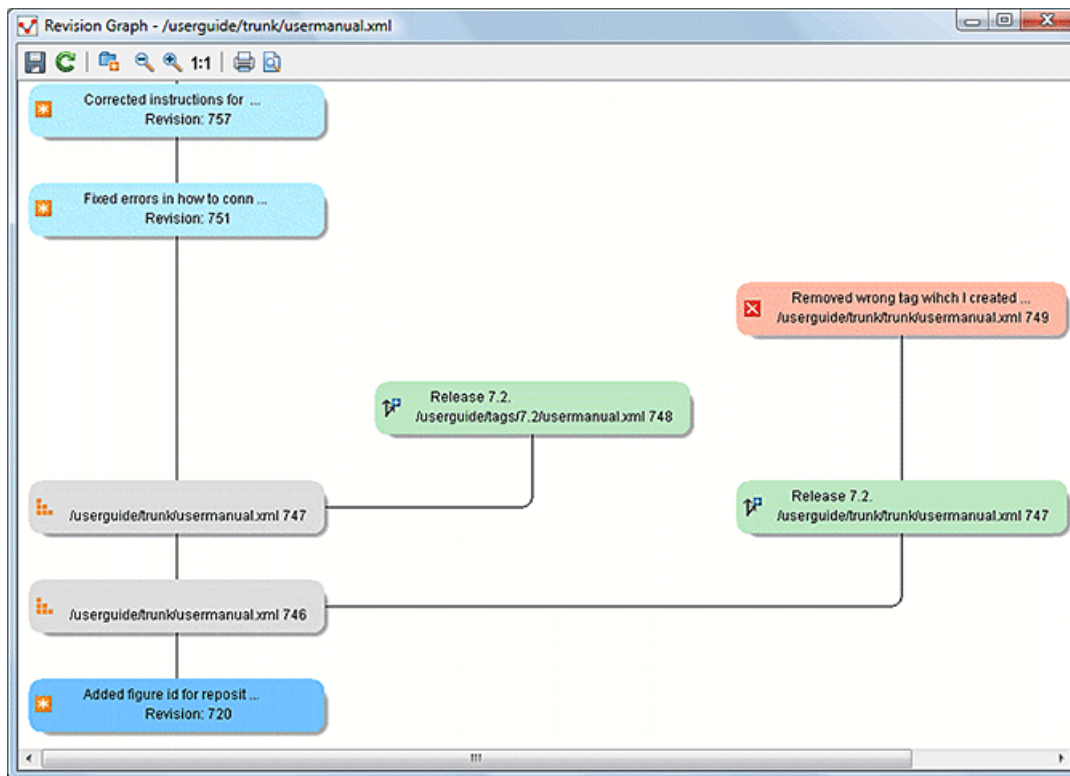 Revision Graph - /userguide/trunk/usermanual.xml
1:1
Corrected instructions for ...
Revision: 757
Fixed errors in how to conn ...
Revision: 751
Removed wrong tag wihch I created ...
/userguide/trunk/trunk/usermanual.xml 749
Release 7.2.
/userguide/tags/7.2/usermanual.xml 748
/userguide/trunk/usermanual.xml 747
Release 7.2.
/userguide/trunk/trunk/usermanual.xml 747
/userguide/trunk/usermanual.xml 746
Added figure id for reposit ...
Revision: 720